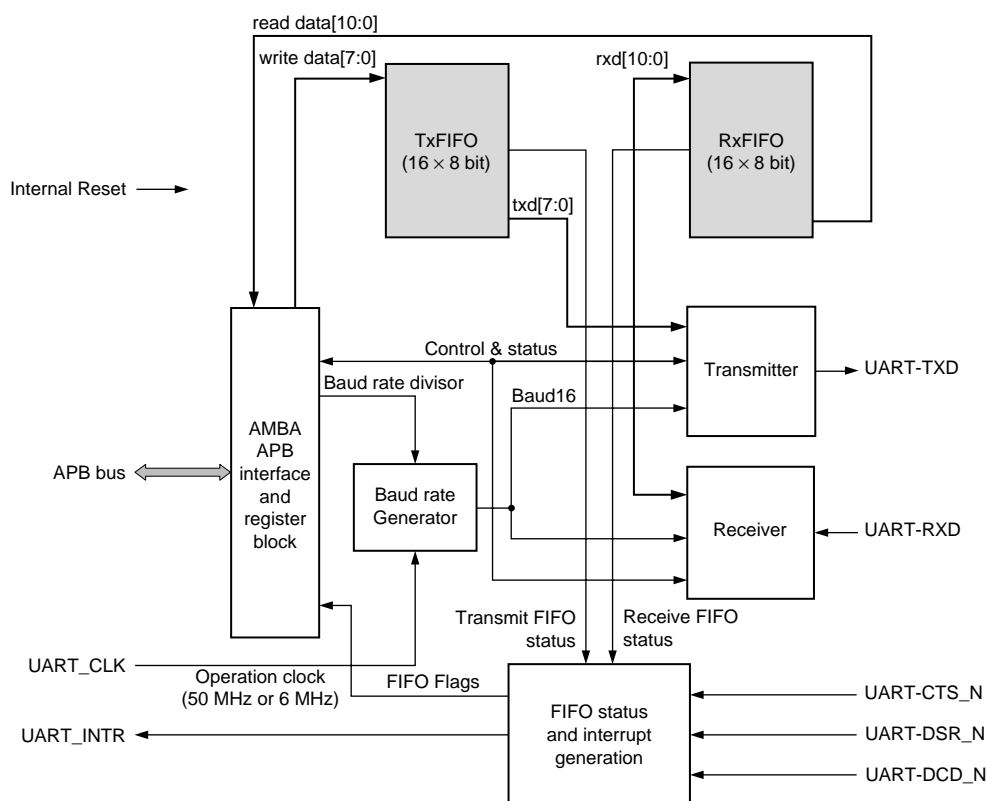 read data[10:0]
write data[7:0]
rxd[10:0]
TxFIFO
(16 × 8 bit)
RxFIFO
(16 × 8 bit)
Internal Reset
txd[7:0]
Control & status
Transmitter
UART-TXD
Baud rate divisor
Baud16
AMBA
APB
interface
and
register
block
APB bus
Baud rate
Generator
Receiver
UART-RXD
Transmit FIFO
status
Receive FIFO
status
UART_CLK
Operation clock
(50 MHz or 6 MHz)
FIFO Flags
FIFO status
and interrupt
generation
UART-CTS_N
UART_INTR
UART-DSR_N
UART-DCD_N